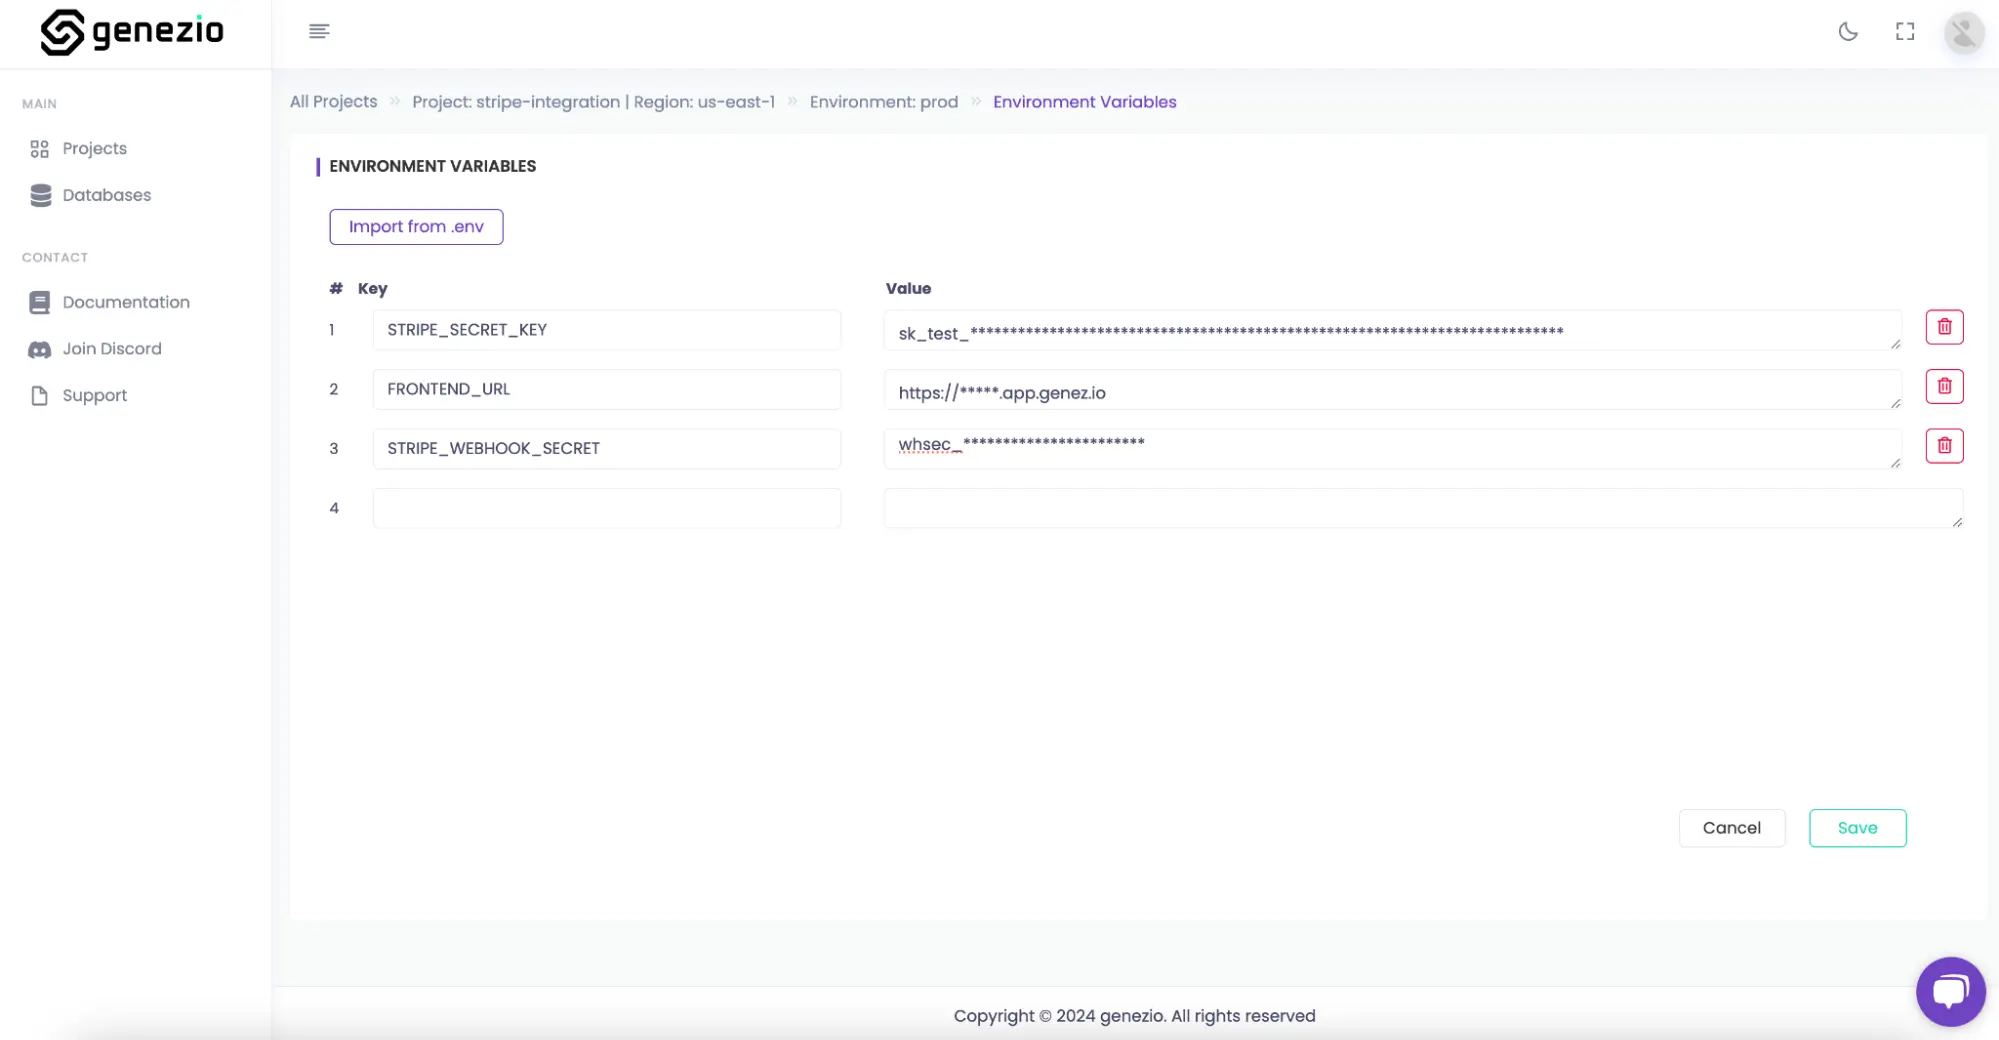 genezio
MAIN
Projects
Databases
CONTACT
Documentation
Join Discord
Support
All Projects » Project: stripe-integration | Region: us-east-1 » Environment: prod » Environment Variables
ENVIRONMENT VARIABLES
Import from .env
# Key Value
1 STRIPE_SECRET_KEY sk_test_***************************************************************************
2 FRONTEND_URL https://*****.app.genez.io
3 STRIPE_WEBHOOK_SECRET whsec_***********************
4
Cancel Save
Copyright © 2024 genezio. All rights reserved